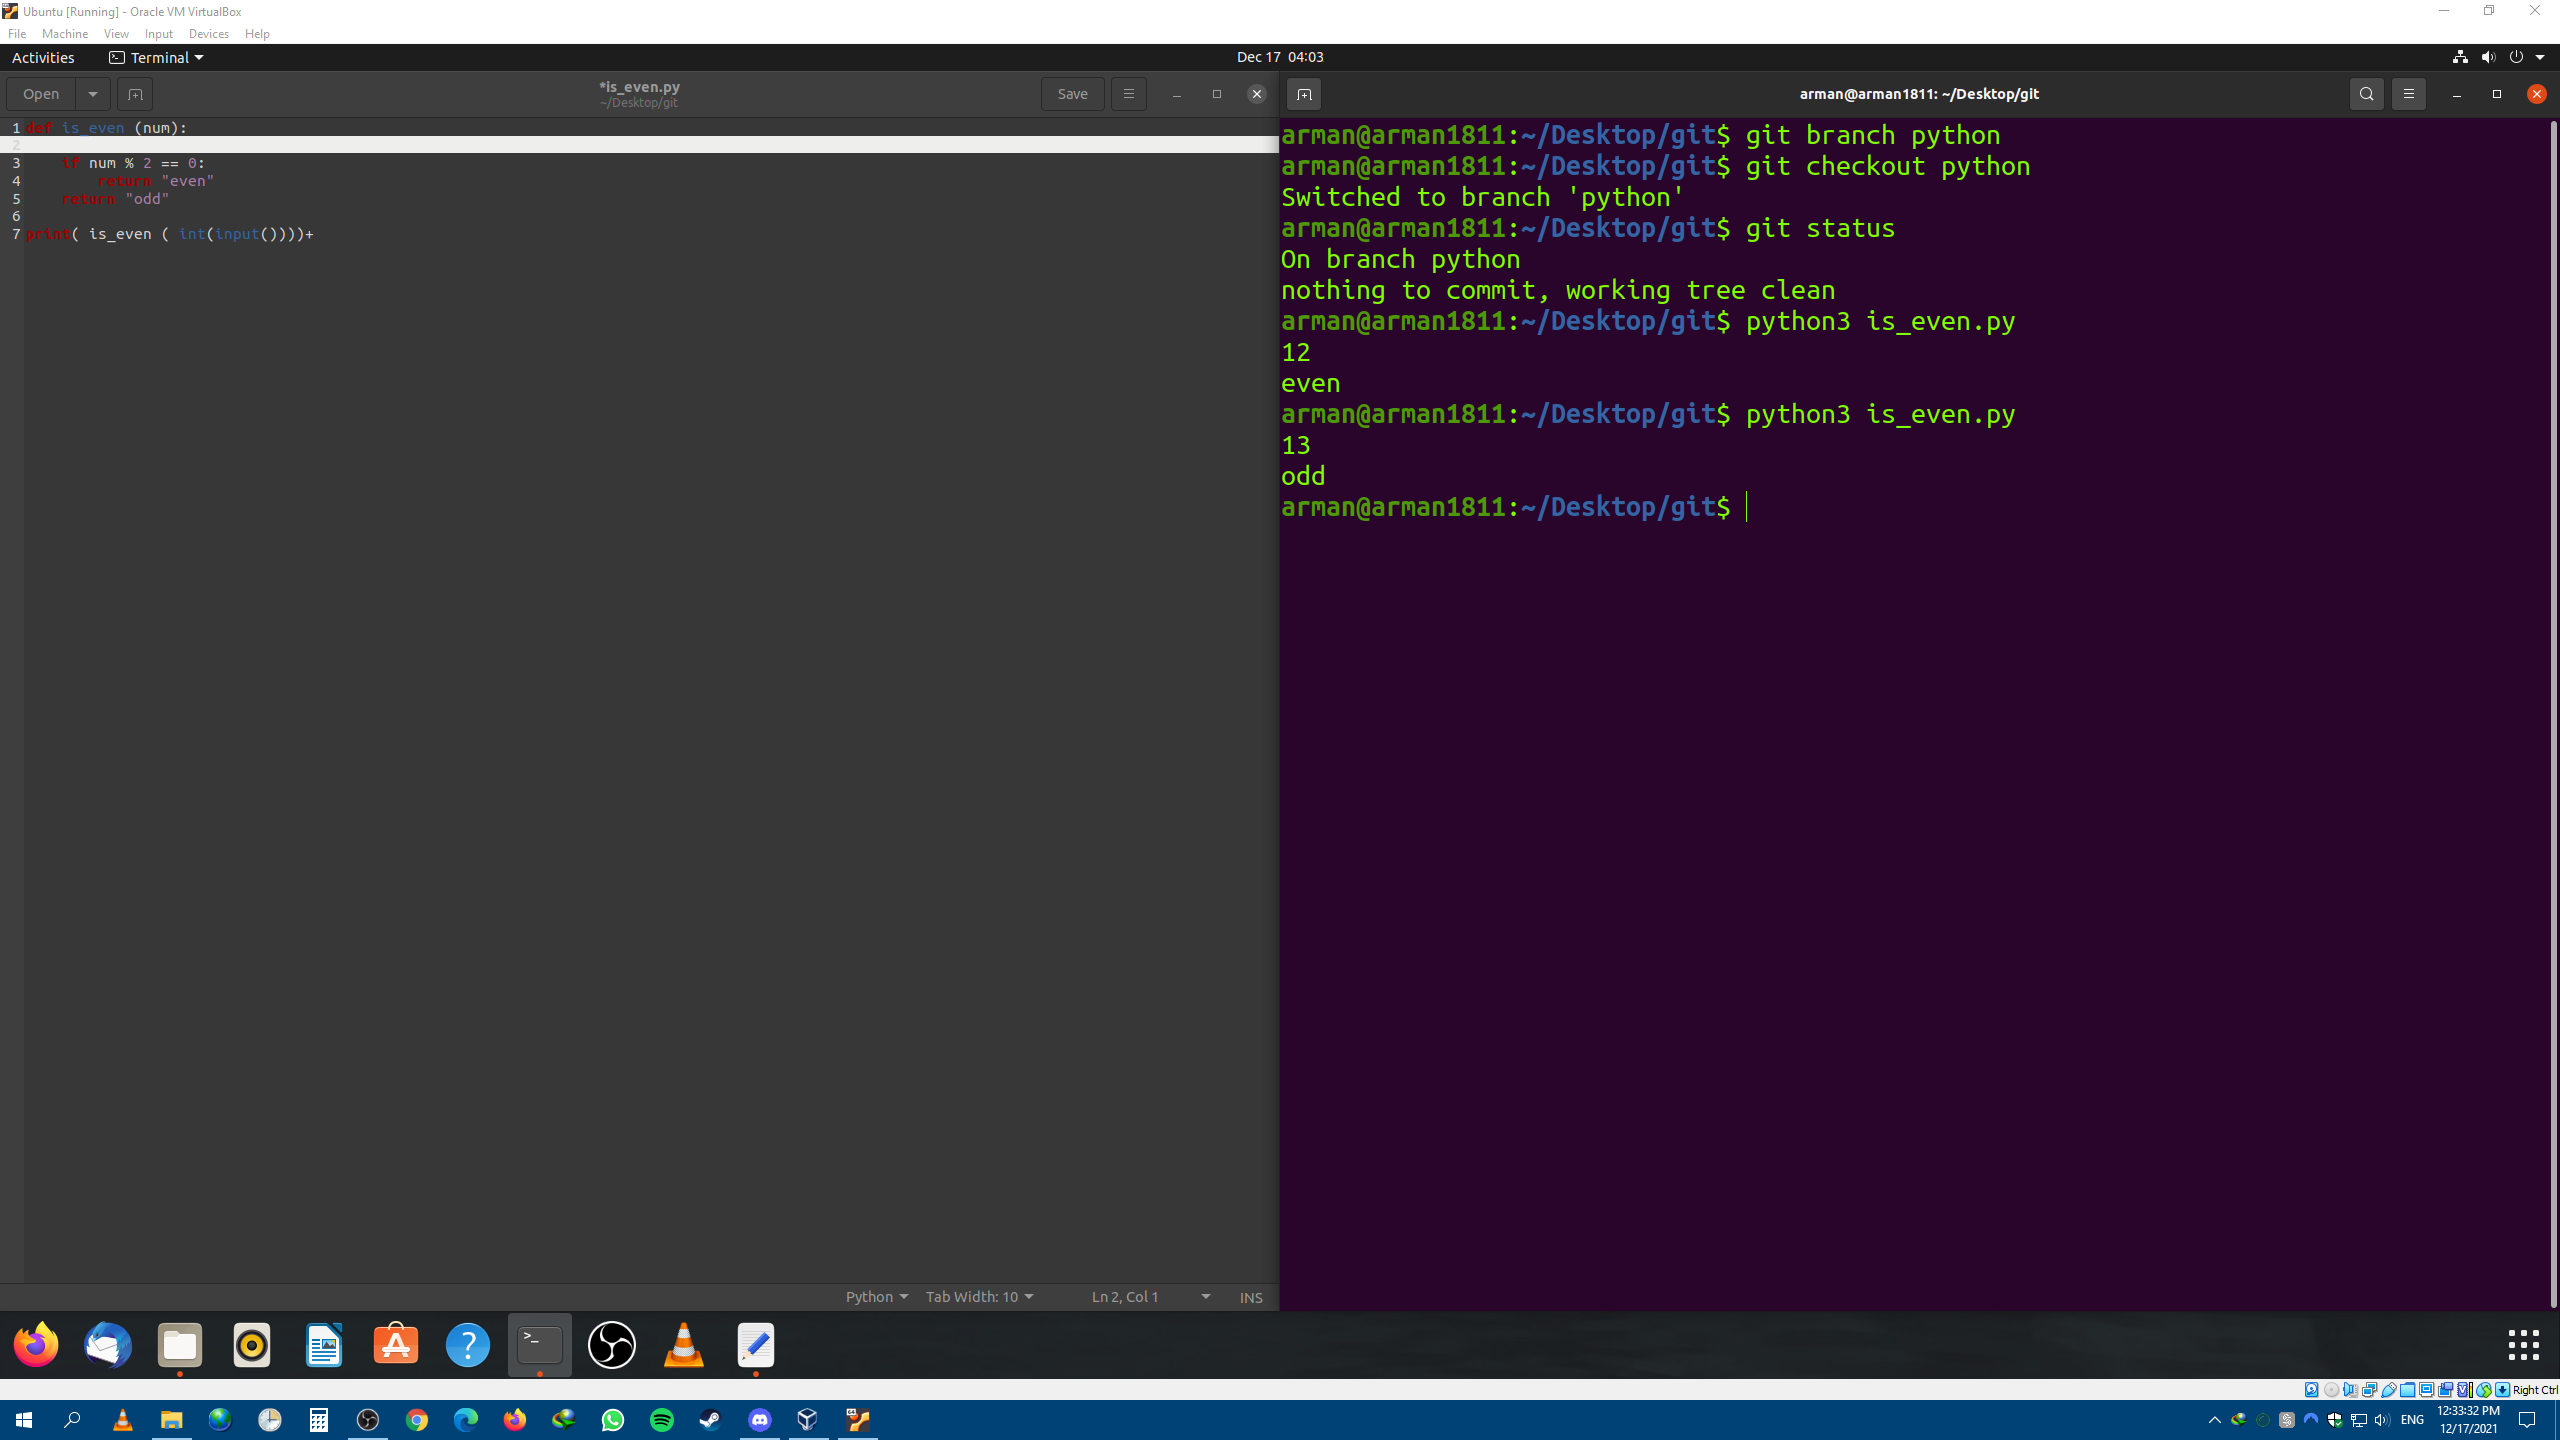 Ubuntu [Running] - Oracle VM VirtualBox
File Machine View Input Devices Help
Activities Terminal Dec 17 04:03
Open *is_even.py Save
~/Desktop/git
1 def is_even (num):
2
3     if num % 2 == 0:
4         return "even"
5     return "odd"
6
7 print( is_even ( int(input())))+
Python Tab Width: 10 Ln 2, Col 1 INS
arman@arman1811: ~/Desktop/git
arman@arman1811:~/Desktop/git$ git branch python
arman@arman1811:~/Desktop/git$ git checkout python
Switched to branch 'python'
arman@arman1811:~/Desktop/git$ git status
On branch python
nothing to commit, working tree clean
arman@arman1811:~/Desktop/git$ python3 is_even.py
12
even
arman@arman1811:~/Desktop/git$ python3 is_even.py
13
odd
arman@arman1811:~/Desktop/git$
Right Ctrl
ENG 12:33:32 PM
12/17/2021